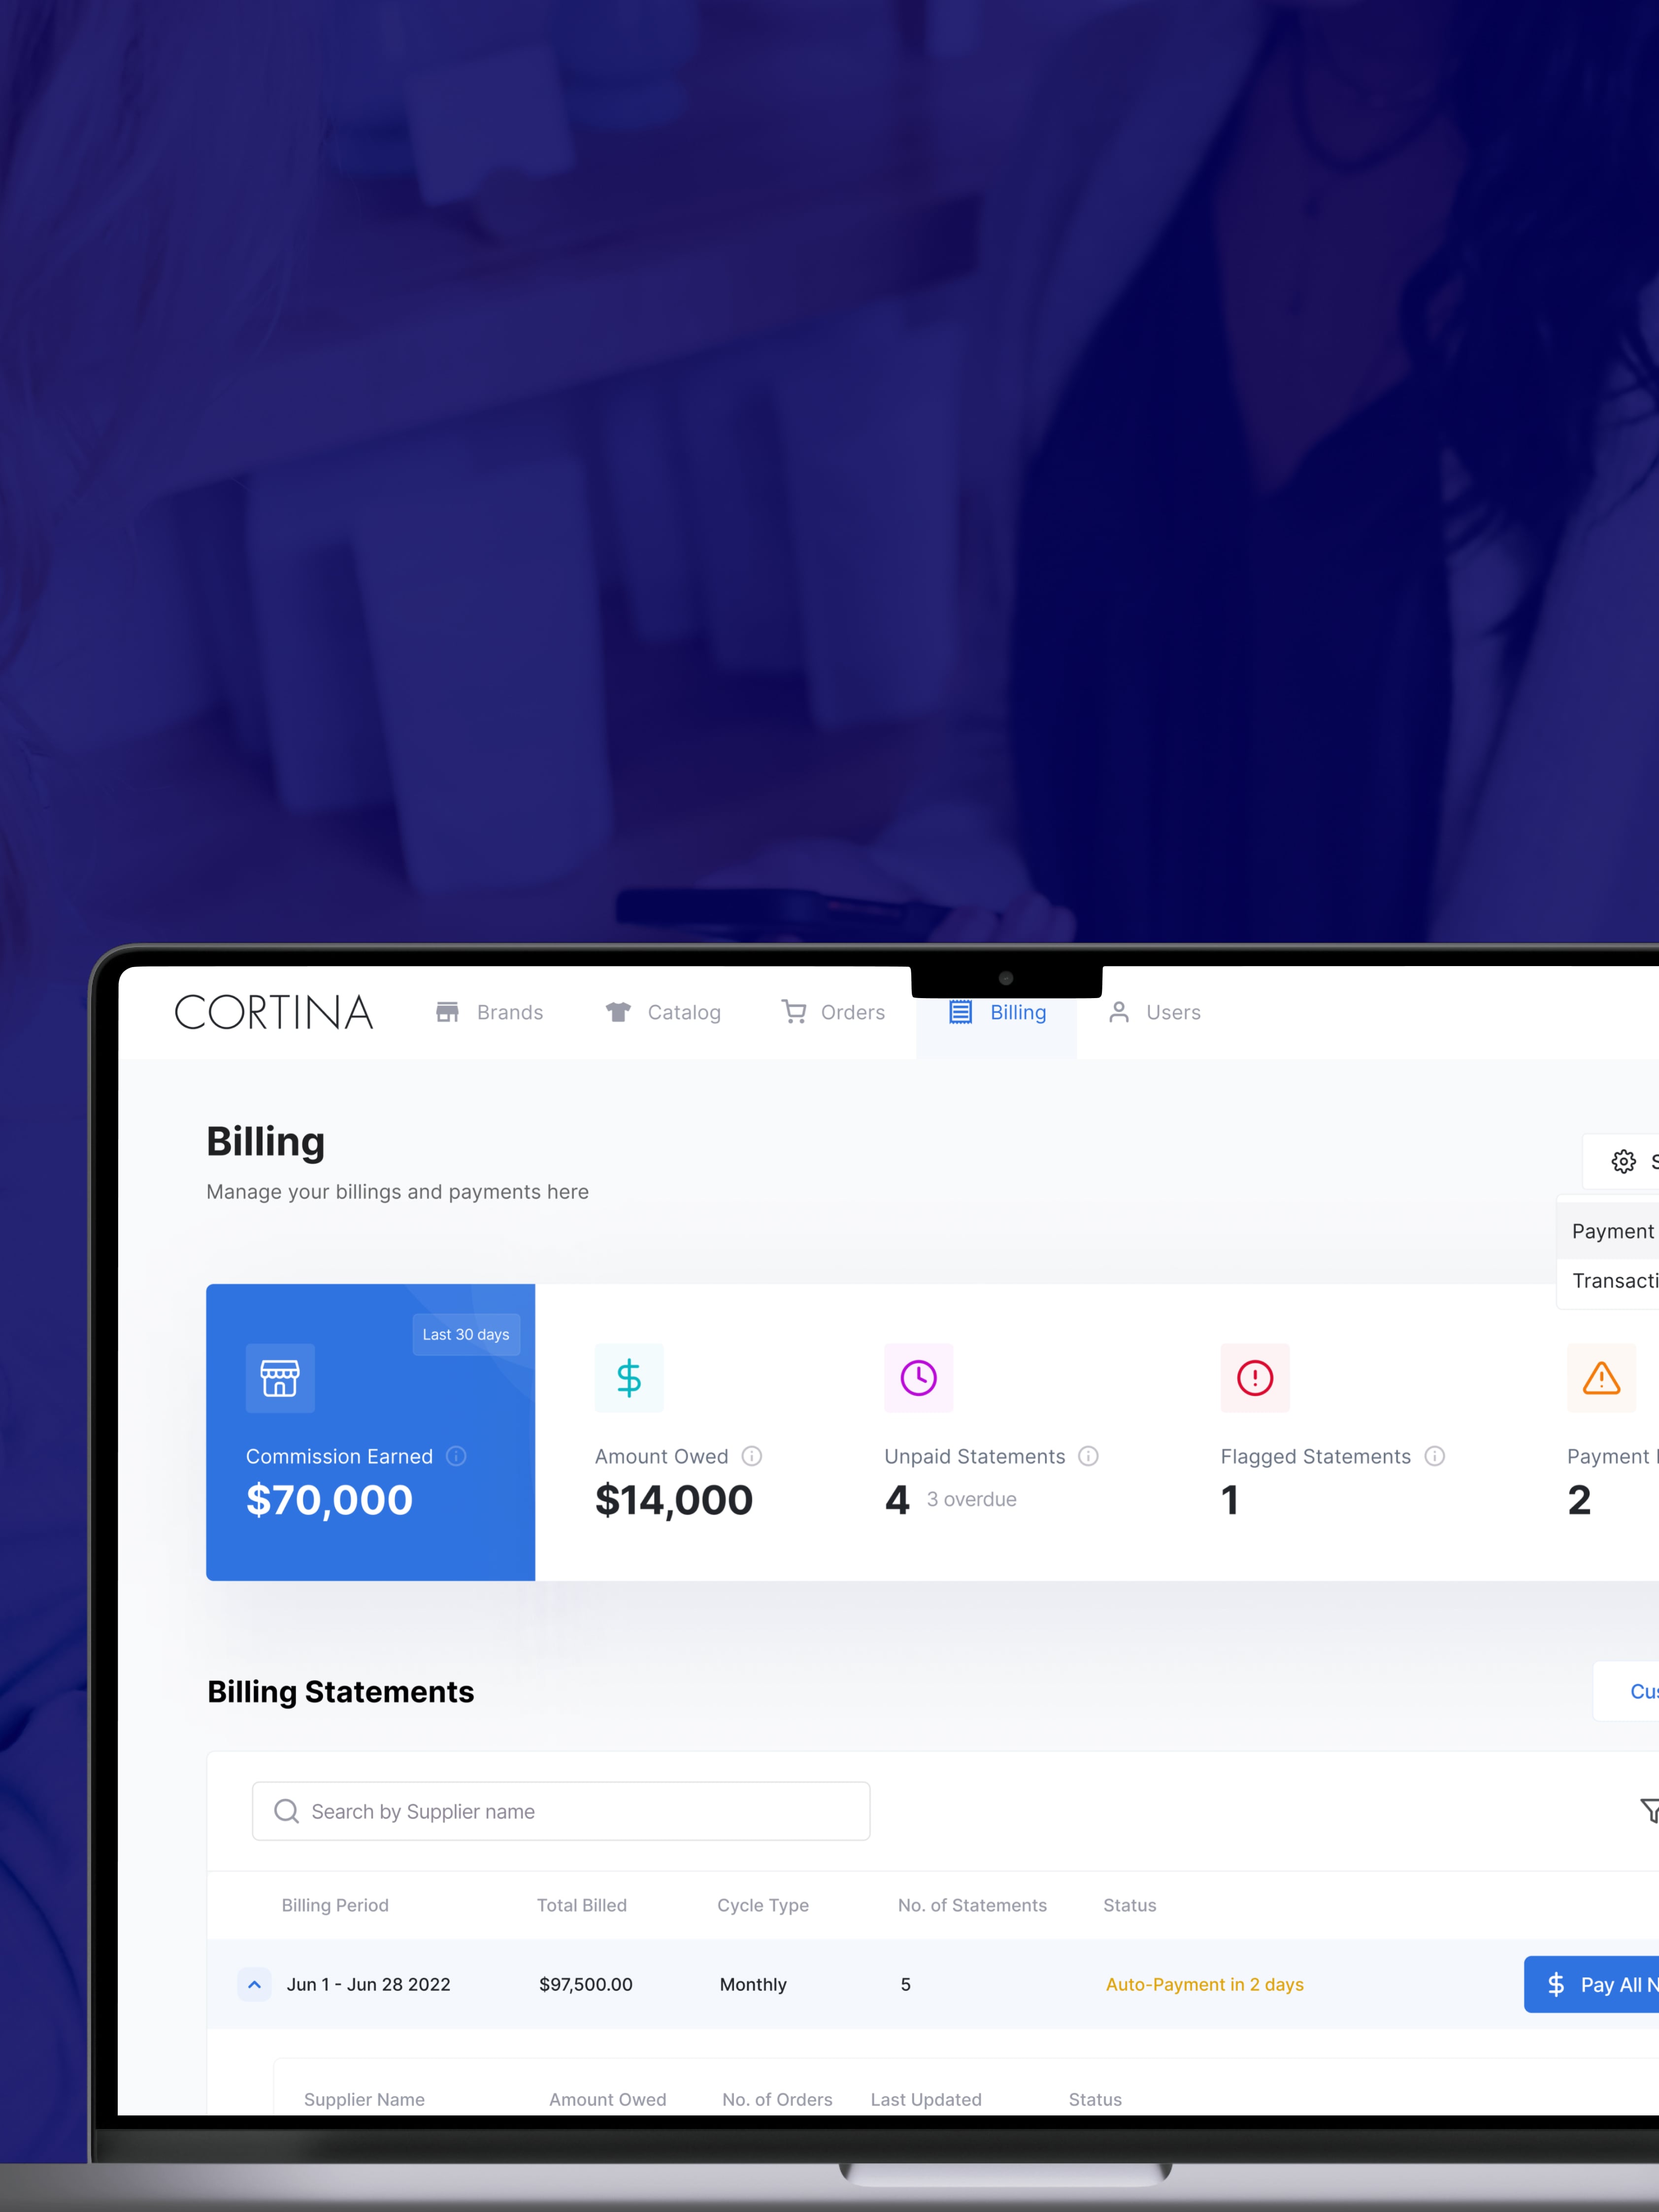 CORTINA Brands Catalog Orders Billing Users
Billing
Manage your billings and payments here
Payment
Last 30 days
Commission Earned Amount Owed Unpaid Statements Flagged Statements Payment
$70,000 $14,000 4 3 overdue 1 2
Billing Statements
Search by Supplier name
Billing Period Total Billed Cycle Type No. of Statements Status
Jun 1 - Jun 28 2022 $97,500.00 Monthly 5 Auto-Payment in 2 days Pay All
Supplier Name Amount Owed No. of Orders Last Updated Status